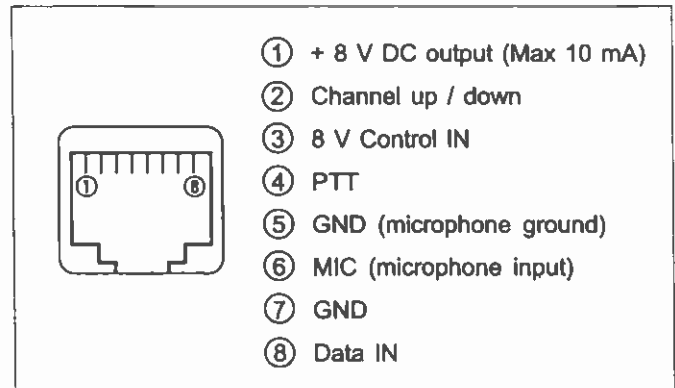 ① + 8 V DC output (Max 10 mA)
② Channel up / down
③ 8 V Control IN
④ PTT
⑤ GND (microphone ground)
⑥ MIC (microphone input)
⑦ GND
⑧ Data IN
① ⑧